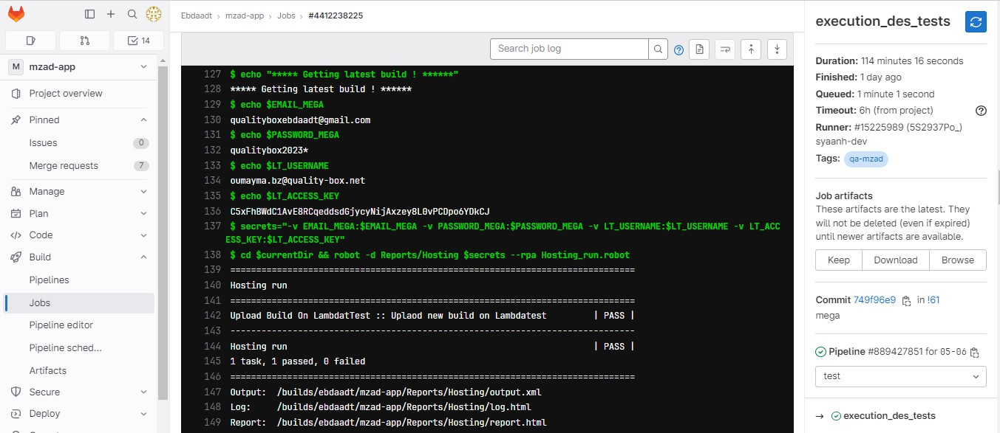 14
M mzad-app
Project overview
Pinned
Issues 0
Merge requests 7
Manage
Plan
Code
Build
Pipelines
Jobs
Pipeline editor
Pipeline sched...
Artifacts
Secure
Deploy
Ebdaadt › mzad-app › Jobs › #4412238225
Search job log
127 $ echo "***** Getting latest build ! ******"
128 ***** Getting latest build ! ******
129 $ echo $EMAIL_MEGA
130 qualityboxebdaadt@gmail.com
131 $ echo $PASSWORD_MEGA
132 qualitybox2023*
133 $ echo $LT_USERNAME
134 oumayma.bz@quality-box.net
135 $ echo $LT_ACCESS_KEY
136 C5xFhBWdC1AvE8RCqeddsdGjycyNijAxzey8L0vPCDpo6YDkCJ
137 $ secrets="-v EMAIL_MEGA:$EMAIL_MEGA -v PASSWORD_MEGA:$PASSWORD_MEGA -v LT_USERNAME:$LT_USERNAME -v LT_ACC
ESS_KEY:$LT_ACCESS_KEY"
138 $ cd $currentDir && robot -d Reports/Hosting $secrets --rpa Hosting_run.robot
139 ==============================================================================
140 Hosting run
141 ==============================================================================
142 Upload Build On LambdatTest :: Uplaod new build on Lambdatest | PASS |
143 ------------------------------------------------------------------------------
144 Hosting run | PASS |
145 1 task, 1 passed, 0 failed
146 ==============================================================================
147 Output: /builds/ebdaadt/mzad-app/Reports/Hosting/output.xml
148 Log: /builds/ebdaadt/mzad-app/Reports/Hosting/log.html
149 Report: /builds/ebdaadt/mzad-app/Reports/Hosting/report.html
execution_des_tests
Duration: 114 minutes 16 seconds
Finished: 1 day ago
Queued: 1 minute 1 second
Timeout: 6h (from project)
Runner: #15225989 (5S2937Po_)
syaanh-dev
Tags: qa-mzad
Job artifacts
These artifacts are the latest. They
will not be deleted (even if expired)
until newer artifacts are available.
Keep Download Browse
Commit 749f96e9 in !61
mega
Pipeline #889427851 for 05-06
test
→ execution_des_tests